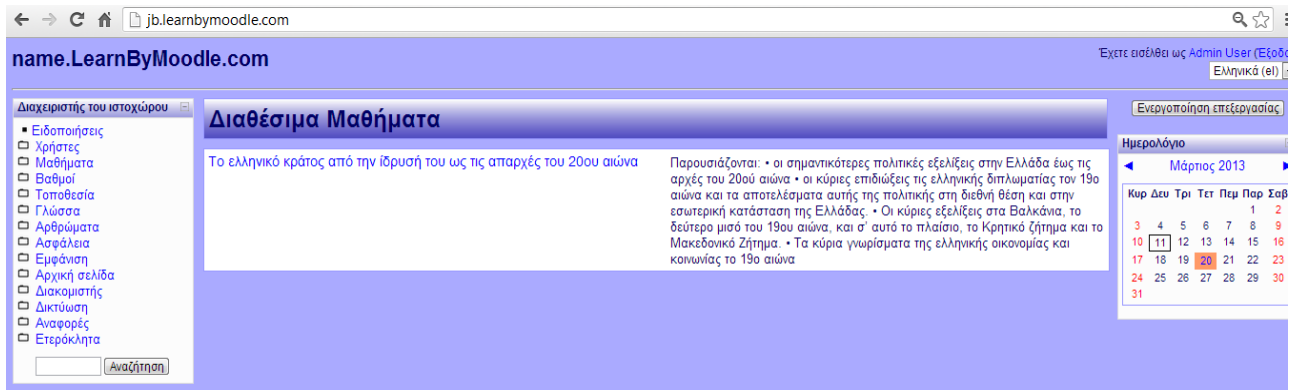 jb.learnbymoodle.com
name.LearnByMoodle.com
Έχετε εισέλθει ως Admin User (Έξοδο
Ελληνικά (el)
Διαχειριστής του ιστοχώρου
Ειδοποιήσεις
Χρήστες
Μαθήματα
Βαθμοί
Τοποθεσία
Γλώσσα
Αρθρώματα
Ασφάλεια
Εμφάνιση
Αρχική σελίδα
Διακομιστής
Δικτύωση
Αναφορές
Ετερόκλητα
Αναζήτηση
Διαθέσιμα Μαθήματα
Το ελληνικό κράτος από την ίδρυσή του ως τις απαρχές του 20ου αιώνα
Παρουσιάζονται: • οι σημαντικότερες πολιτικές εξελίξεις στην Ελλάδα έως τις
αρχές του 20ού αιώνα • οι κύριες επιδιώξεις τις ελληνικής διπλωματίας τον 19ο
αιώνα και τα αποτελέσματα αυτής της πολιτικής στη διεθνή θέση και στην
εσωτερική κατάσταση της Ελλάδας. • Οι κύριες εξελίξεις στα Βαλκάνια, το
δεύτερο μισό του 19ου αιώνα, και σ' αυτό το πλαίσιο, το Κρητικό ζήτημα και το
Μακεδονικό Ζήτημα. • Τα κύρια γνωρίσματα της ελληνικής οικονομίας και
κοινωνίας το 19ο αιώνα
Ενεργοποίηση επεξεργασίας
Ημερολόγιο
Μάρτιος 2013
Κυρ Δευ Τρι Τετ Πεμ Παρ Σαβ
1 2
3 4 5 6 7 8 9
10 11 12 13 14 15 16
17 18 19 20 21 22 23
24 25 26 27 28 29 30
31